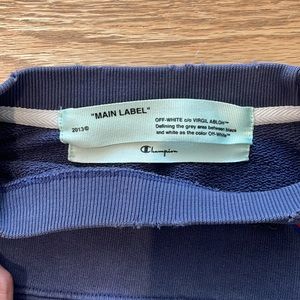 "MAIN LABEL"
2013©
OFF-WHITE c/o VIRGIL ABLOH™
Defining the grey area between black
and white as the color Off-White™
Champion